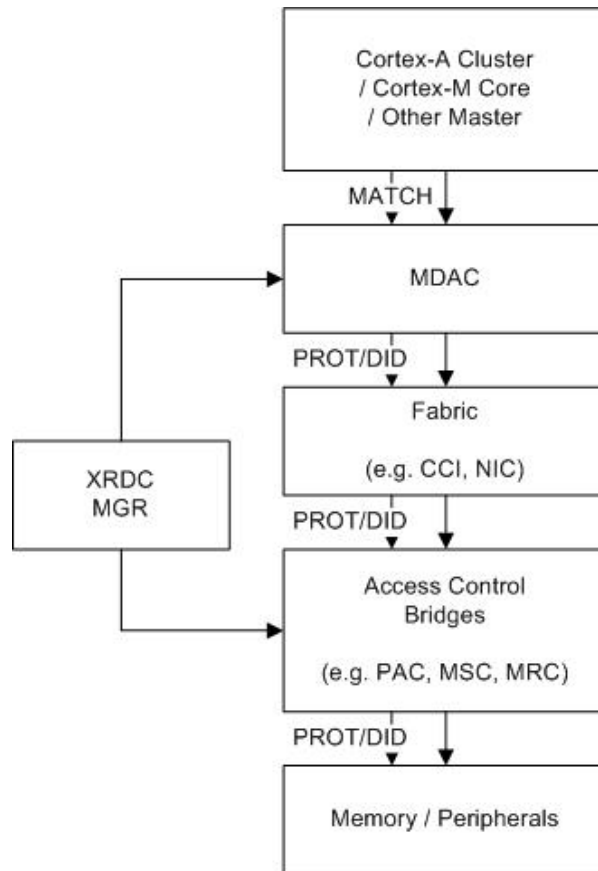 Cortex-A Cluster
/ Cortex-M Core
/ Other Master
MATCH
MDAC
PROT/DID
Fabric
(e.g. CCI, NIC)
XRDC
MGR
PROT/DID
Access Control
Bridges
(e.g. PAC, MSC, MRC)
PROT/DID
Memory / Peripherals